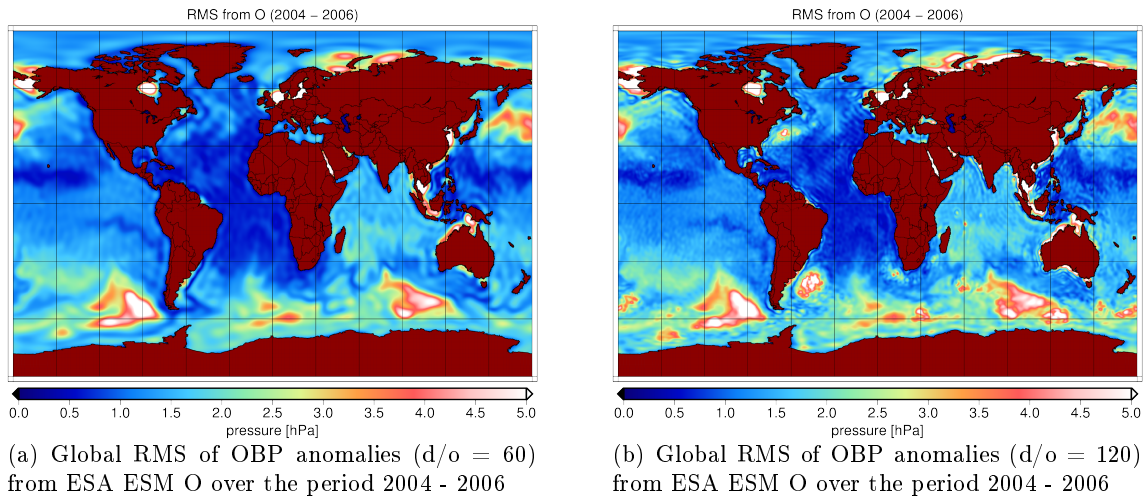 RMS from O (2004 – 2006)
0.0 0.5 1.0 1.5 2.0 2.5 3.0 3.5 4.0 4.5 5.0
pressure [hPa]
(a) Global RMS of OBP anomalies (d/o = 60)
from ESA ESM O over the period 2004 - 2006
RMS from O (2004 – 2006)
0.0 0.5 1.0 1.5 2.0 2.5 3.0 3.5 4.0 4.5 5.0
pressure [hPa]
(b) Global RMS of OBP anomalies (d/o = 120)
from ESA ESM O over the period 2004 - 2006